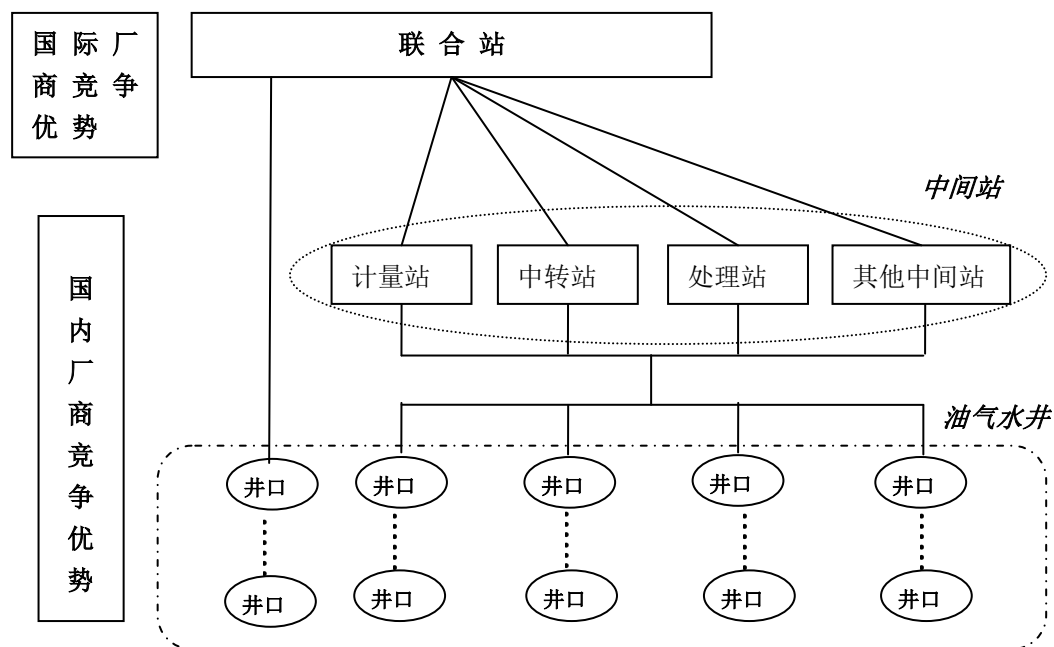 国际厂
商竞争
优势
联合站
中间站
计量站
中转站
处理站
其他中间站
国
内
厂
商
竞
争
优
势
油气水井
井口
井口
井口
井口
井口
井口
井口
井口
井口
井口